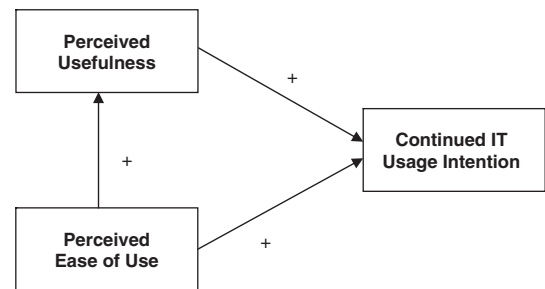 Perceived
Usefulness
+
Continued IT
Usage Intention
+
Perceived
Ease of Use
+